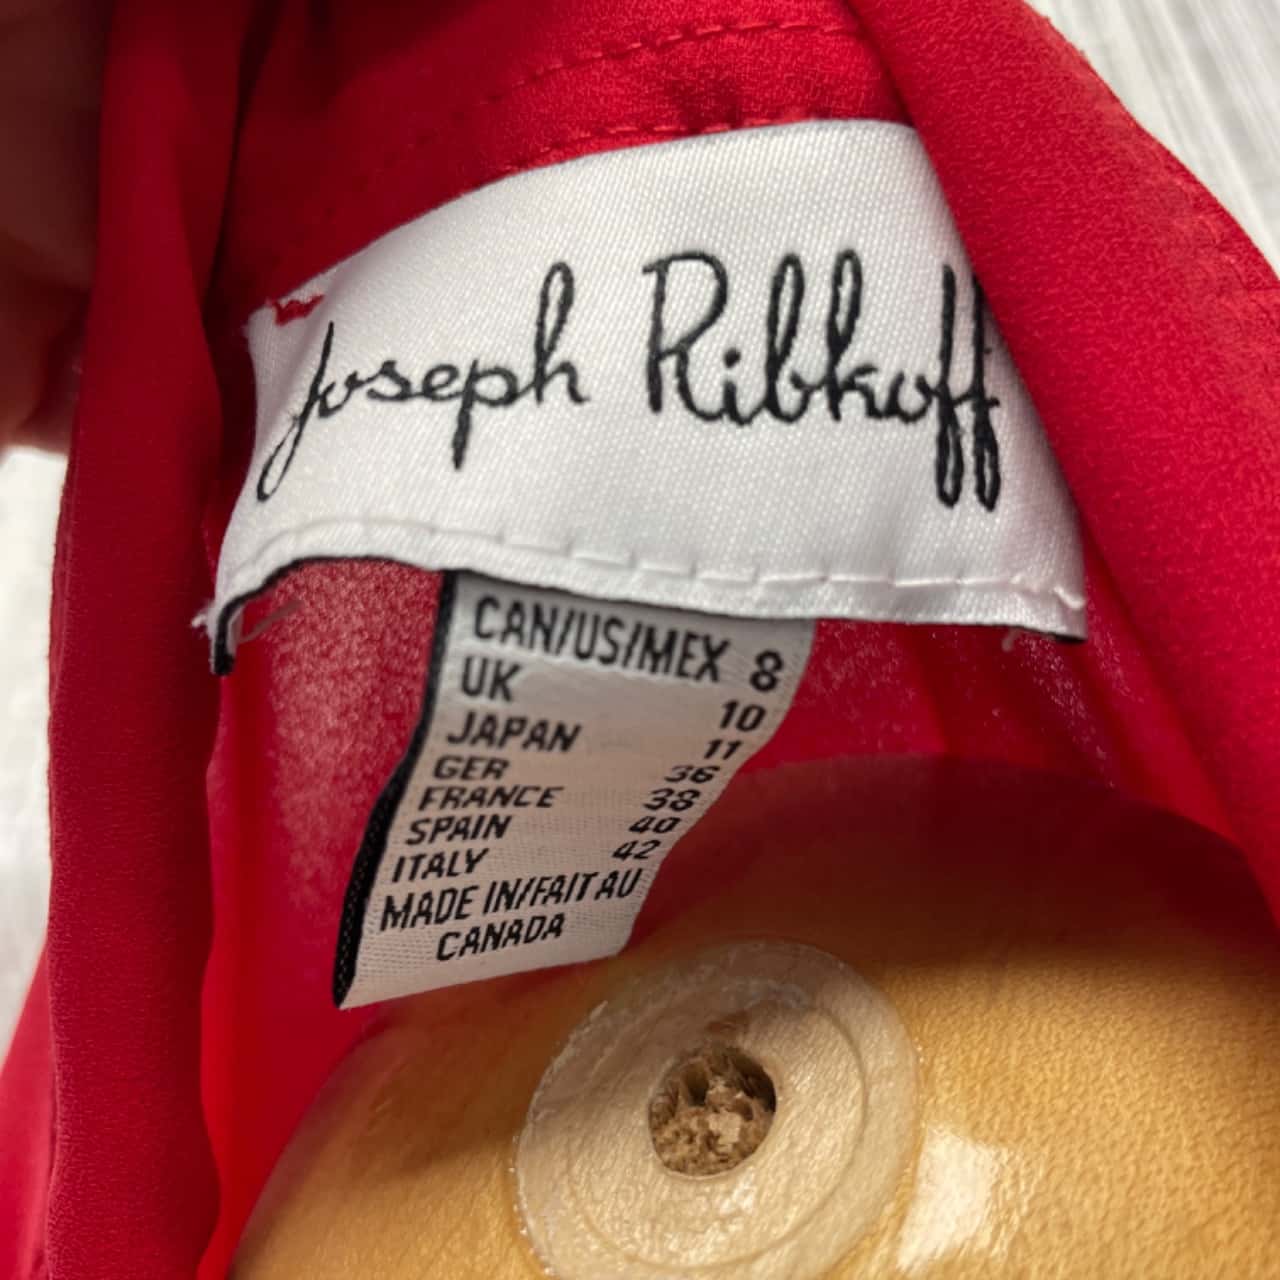 Joseph Ribkoff
CAN/US/MEX 8
UK 10
JAPAN 11
GER 36
FRANCE 38
SPAIN 40
ITALY 42
MADE IN/FAIT AU
CANADA